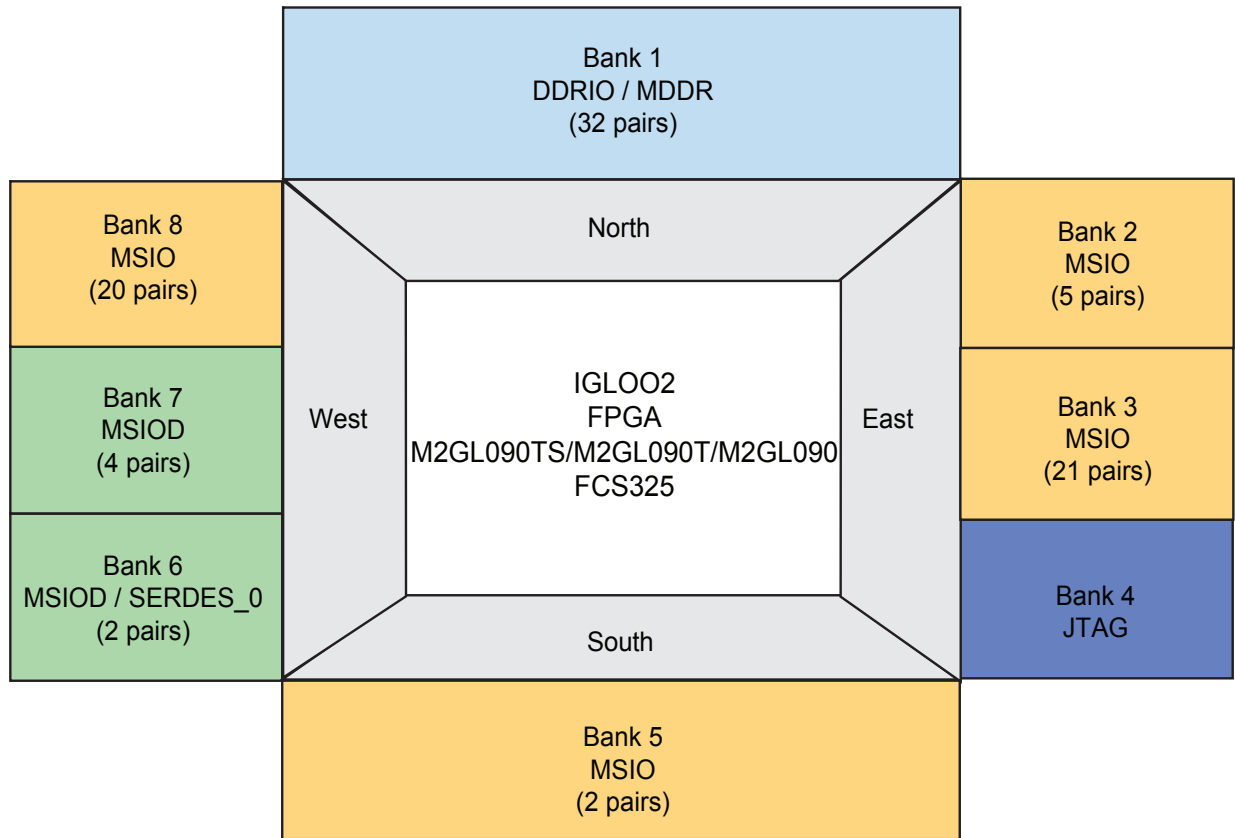 Bank 1
DDRIO / MDDR
(32 pairs)
Bank 8
MSIO
(20 pairs)
North
Bank 2
MSIO
(5 pairs)
Bank 7
MSIOD
(4 pairs)
West
IGLOO2
FPGA
M2GL090TS/M2GL090T/M2GL090
FCS325
East
Bank 3
MSIO
(21 pairs)
Bank 6
MSIOD / SERDES_0
(2 pairs)
South
Bank 4
JTAG
Bank 5
MSIO
(2 pairs)